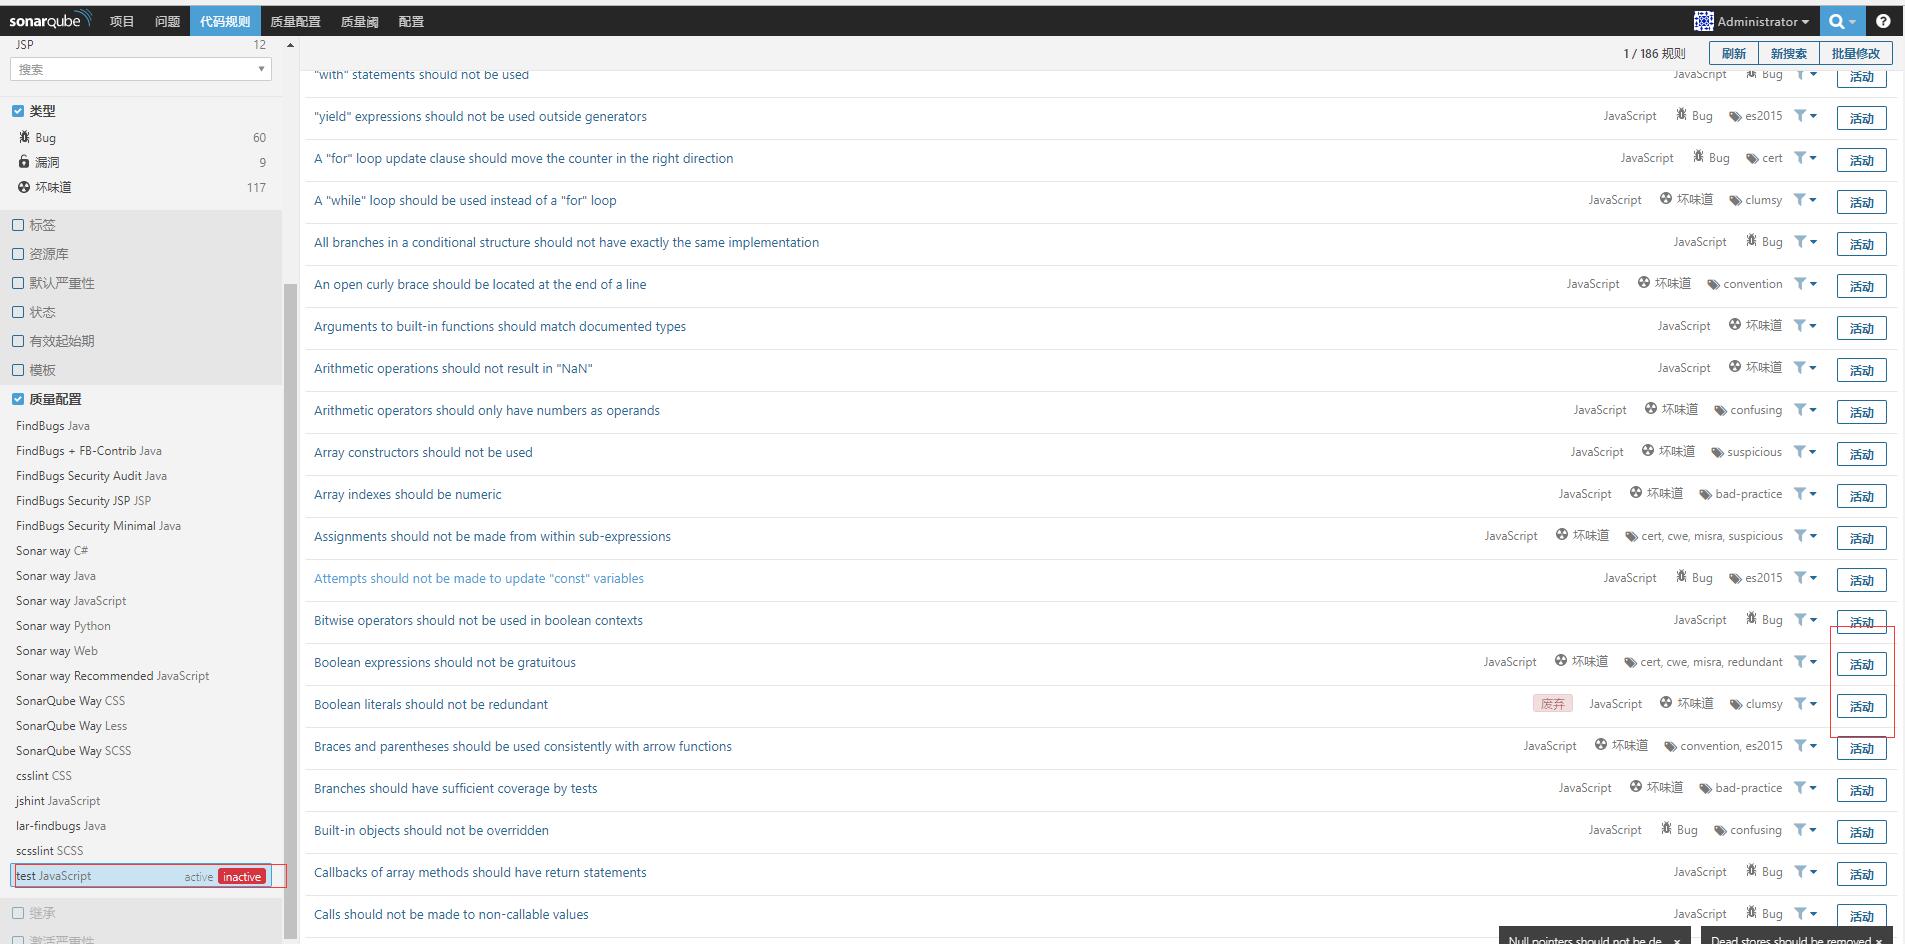 sonarqube 项目 问题 代码规则 质量配置 质量阈 配置 Administrator
JSP 12
搜索
类型
Bug 60
漏洞 9
坏味道 117
标签
资源库
默认严重性
状态
有效起始期
模板
质量配置
FindBugs Java
FindBugs + FB-Contrib Java
FindBugs Security Audit Java
FindBugs Security JSP JSP
FindBugs Security Minimal Java
Sonar way C#
Sonar way Java
Sonar way JavaScript
Sonar way Python
Sonar way Web
Sonar way Recommended JavaScript
SonarQube Way CSS
SonarQube Way Less
SonarQube Way SCSS
csslint CSS
jshint JavaScript
lar-findbugs Java
scsslint SCSS
test JavaScript active inactive
继承
激活严重性
1 / 186 规则 刷新 新搜索 批量修改
"with" statements should not be used JavaScript Bug 活动
"yield" expressions should not be used outside generators JavaScript Bug es2015 活动
A "for" loop update clause should move the counter in the right direction JavaScript Bug cert 活动
A "while" loop should be used instead of a "for" loop JavaScript 坏味道 clumsy 活动
All branches in a conditional structure should not have exactly the same implementation JavaScript Bug 活动
An open curly brace should be located at the end of a line JavaScript 坏味道 convention 活动
Arguments to built-in functions should match documented types JavaScript 坏味道 活动
Arithmetic operations should not result in "NaN" JavaScript 坏味道 活动
Arithmetic operators should only have numbers as operands JavaScript 坏味道 confusing 活动
Array constructors should not be used JavaScript 坏味道 suspicious 活动
Array indexes should be numeric JavaScript 坏味道 bad-practice 活动
Assignments should not be made from within sub-expressions JavaScript 坏味道 cert, cwe, misra, suspicious 活动
Attempts should not be made to update "const" variables JavaScript Bug es2015 活动
Bitwise operators should not be used in boolean contexts JavaScript Bug 活动
Boolean expressions should not be gratuitous JavaScript 坏味道 cert, cwe, misra, redundant 活动
Boolean literals should not be redundant 废弃 JavaScript 坏味道 clumsy 活动
Braces and parentheses should be used consistently with arrow functions JavaScript 坏味道 convention, es2015 活动
Branches should have sufficient coverage by tests JavaScript 坏味道 bad-practice 活动
Built-in objects should not be overridden JavaScript Bug confusing 活动
Callbacks of array methods should have return statements JavaScript Bug 活动
Calls should not be made to non-callable values JavaScript Bug 活动
Null pointers should not be de... × Dead stores should be removed ×